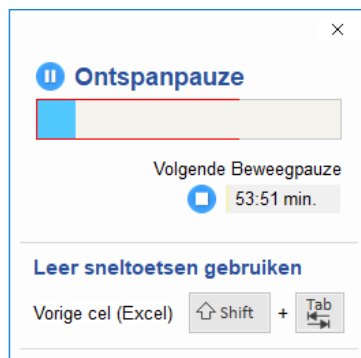 Ontspanpauze
Volgende Beweegpauze
53:51 min.
Leer sneltoetsen gebruiken
Vorige cel (Excel) Shift + Tab